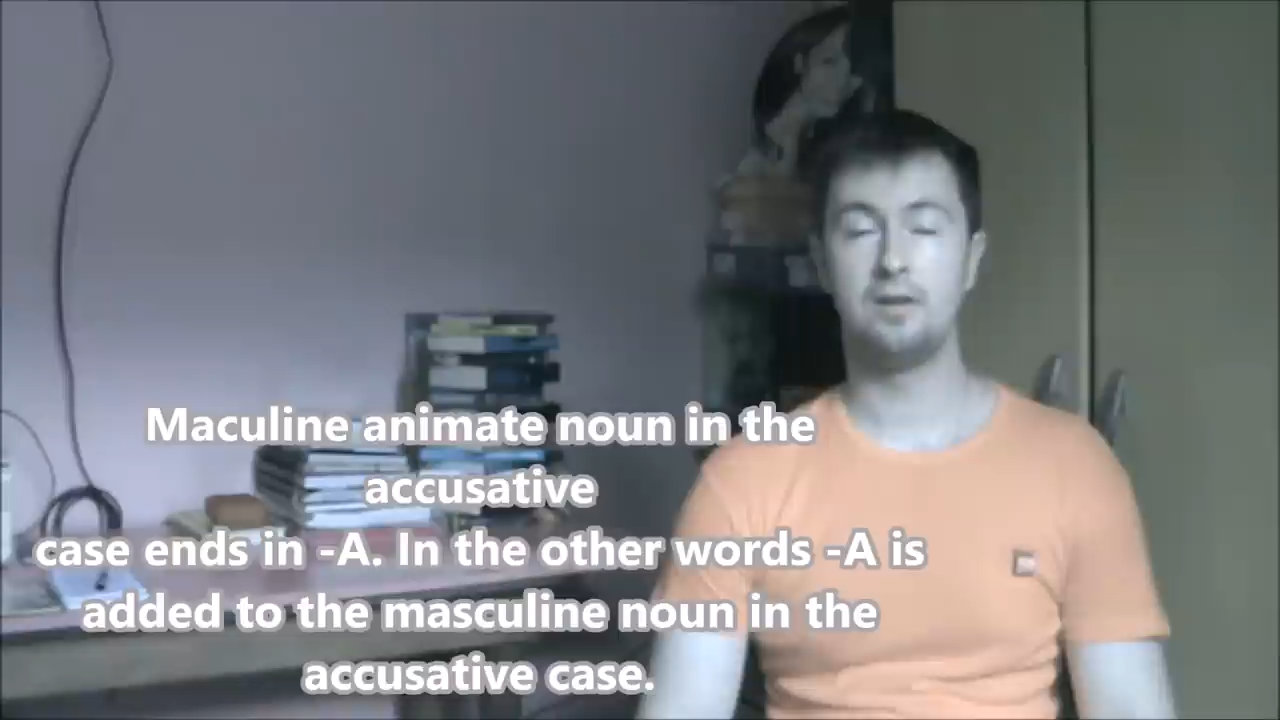 Maculine animate noun in the
accusative
case ends in -A. In the other words -A is
added to the masculine noun in the
accusative case.